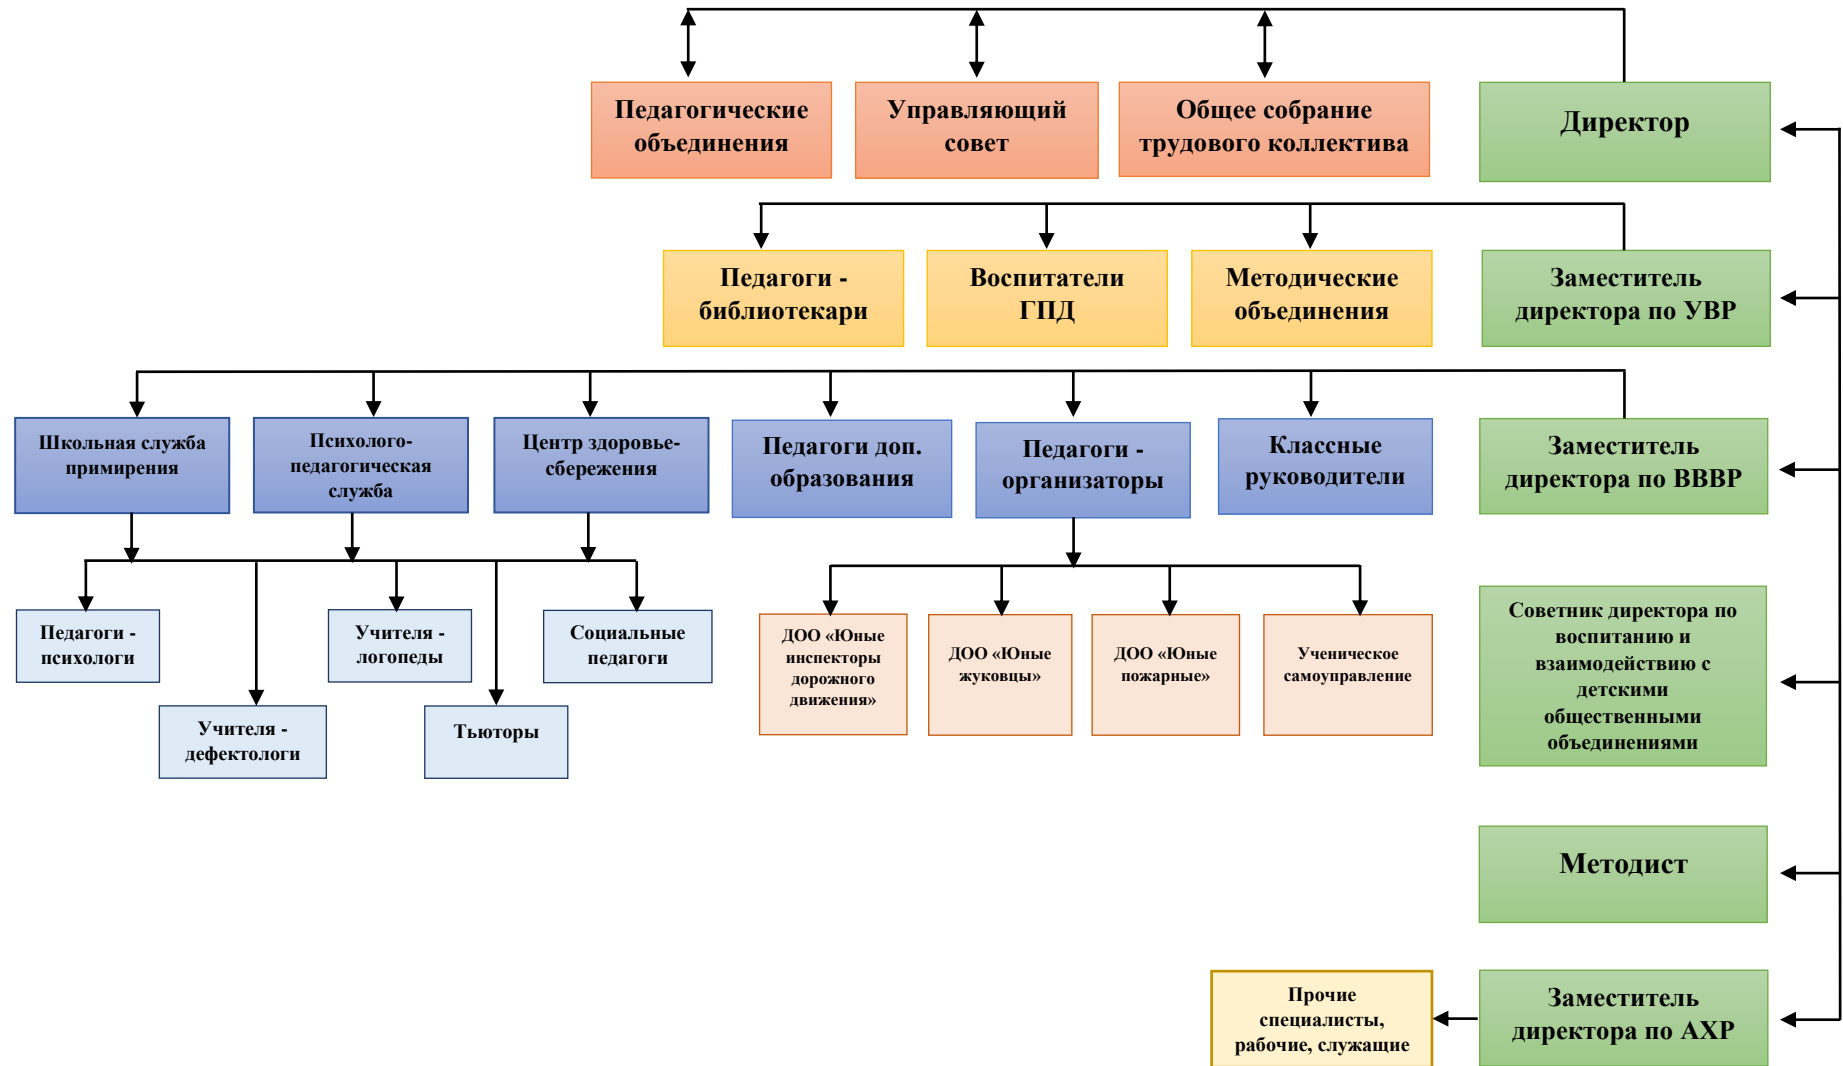 Педагогические
объединения
Управляющий
совет
Общее собрание
трудового коллектива
Директор
Педагоги -
библиотекари
Воспитатели
ГПД
Методические
объединения
Заместитель
директора по УВР
Школьная служба
примирения
Психолого-
педагогическая
служба
Центр здоровье-
сбережения
Педагоги доп.
образования
Педагоги -
организаторы
Классные
руководители
Заместитель
директора по ВВВР
Педагоги -
психологи
Учителя -
дефектологи
Учителя -
логопеды
Тьюторы
Социальные
педагоги
ДОО «Юные
инспекторы
дорожного
движения»
ДОО «Юные
жуковцы»
ДОО «Юные
пожарные»
Ученическое
самоуправление
Советник директора по
воспитанию и
взаимодействию с
детскими
общественными
объединениями
Методист
Прочие
специалисты,
рабочие, служащие
Заместитель
директора по АХР